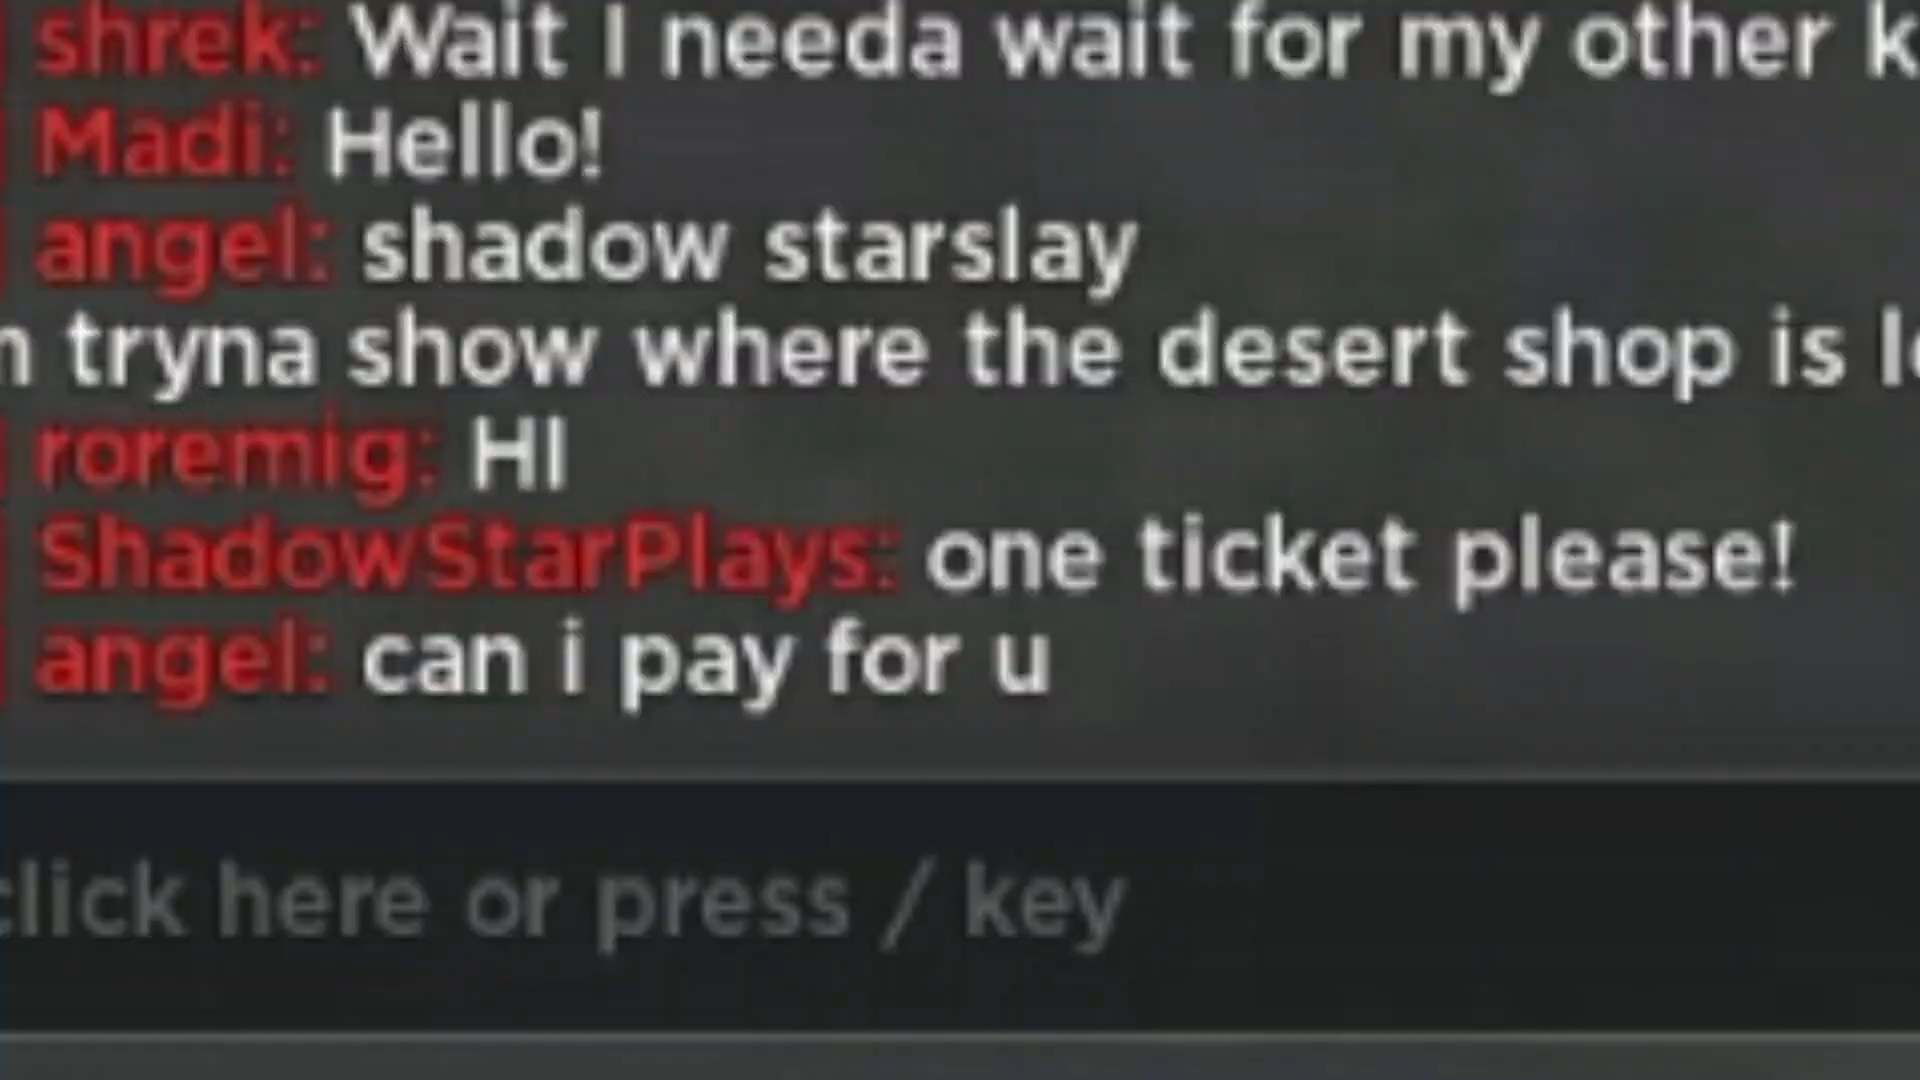 shrek: Wait I needa wait for my other
Madi: Hello!
angel: shadow starslay
tryna show where the desert shop is
roremig: HI
ShadowStarPlays: one ticket please!
angel: can i pay for u
click here or press / key